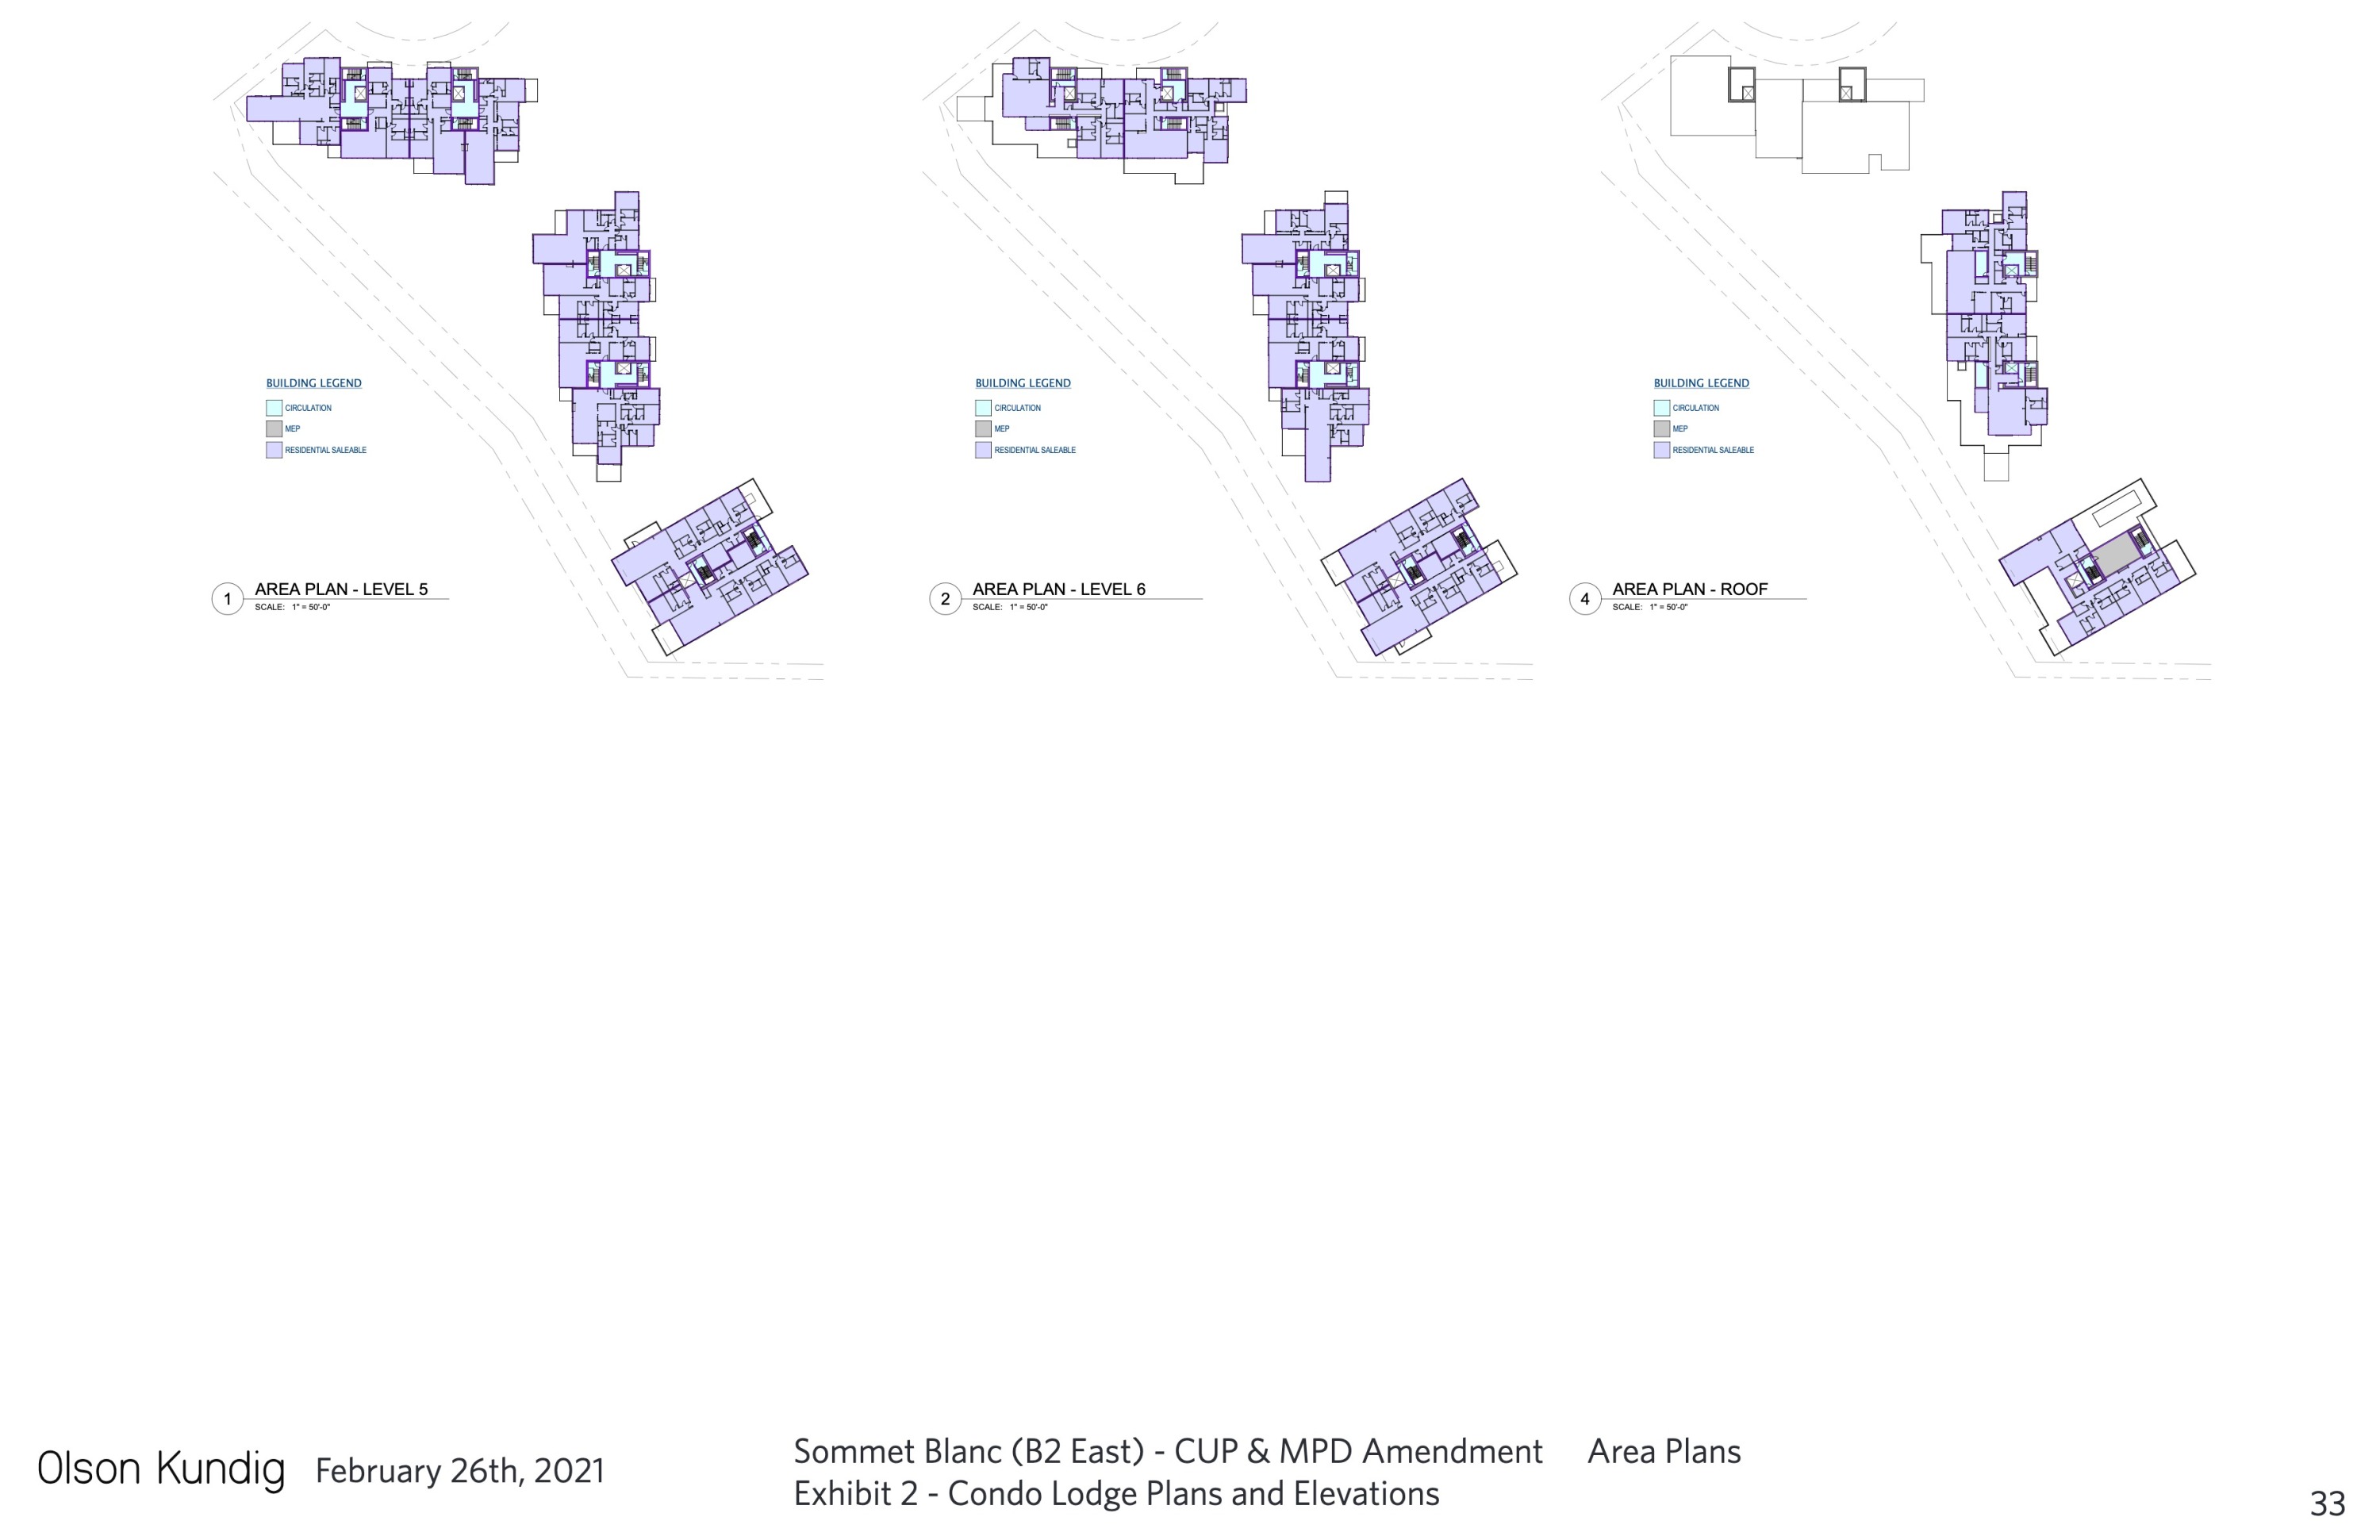 BUILDING LEGEND
CIRCULATION
MEP
RESIDENTIAL SALEABLE
1 AREA PLAN - LEVEL 5
SCALE: 1" = 50'-0"
BUILDING LEGEND
CIRCULATION
MEP
RESIDENTIAL SALEABLE
2 AREA PLAN - LEVEL 6
SCALE: 1" = 50'-0"
BUILDING LEGEND
CIRCULATION
MEP
RESIDENTIAL SALEABLE
4 AREA PLAN - ROOF
SCALE: 1" = 50'-0"
Olson Kundig February 26th, 2021
Sommet Blanc (B2 East) - CUP & MPD Amendment Area Plans
Exhibit 2 - Condo Lodge Plans and Elevations
33